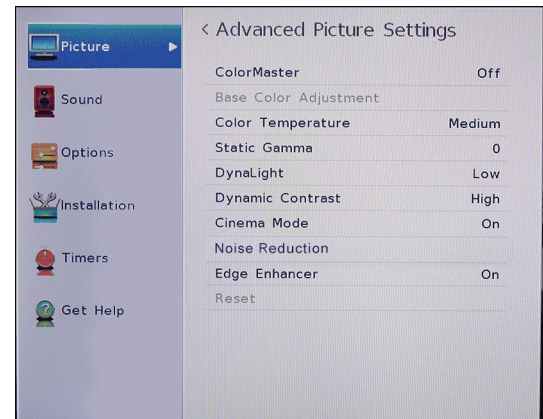 Picture
Sound
Options
Installation
Timers
Get Help
< Advanced Picture Settings
ColorMaster Off
Base Color Adjustment
Color Temperature Medium
Static Gamma 0
DynaLight Low
Dynamic Contrast High
Cinema Mode On
Noise Reduction
Edge Enhancer On
Reset